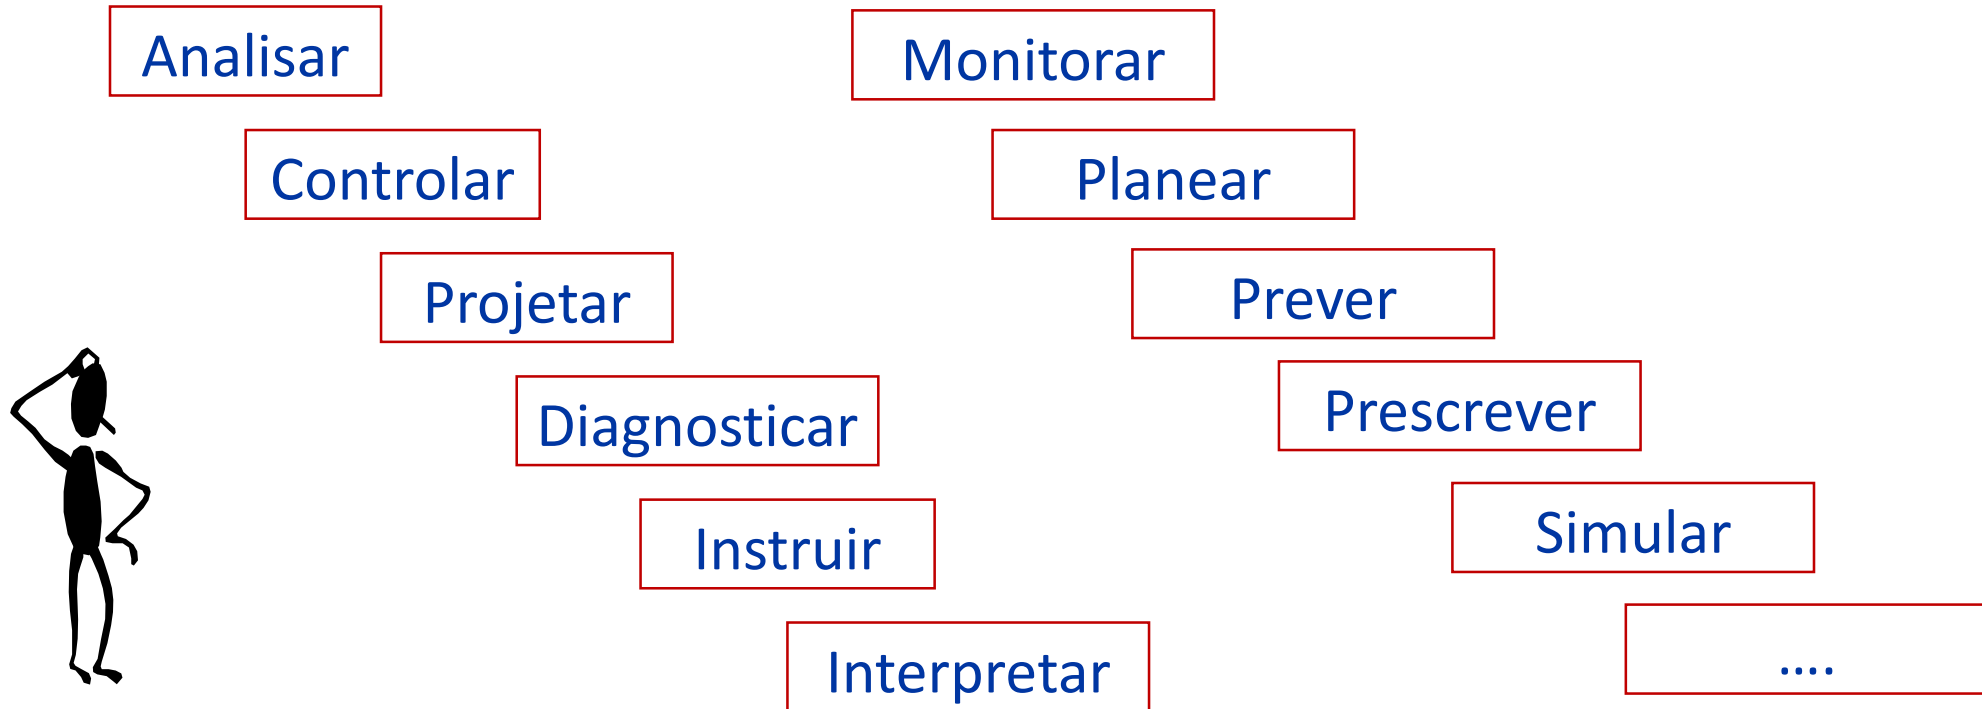 Analisar
Controlar
Projetar
Diagnosticar
Instruir
Interpretar
Monitorar
Planear
Prever
Prescrever
Simular
....